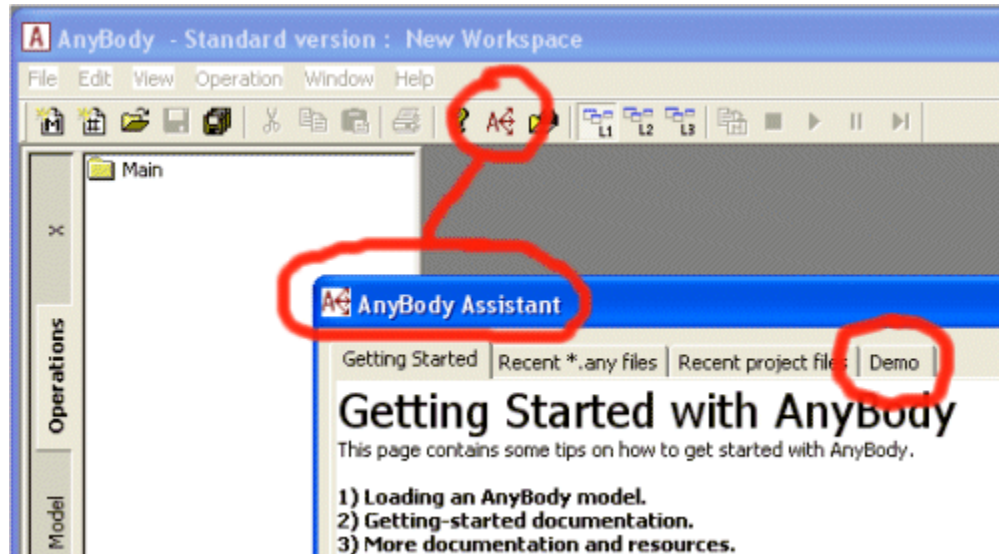 A AnyBody - Standard version : New Workspace
File Edit View Operation Window Help
M # ? A L1 L2 L3
Main
Operations
Model
A AnyBody Assistant
Getting Started Recent *.any files Recent project files Demo
Getting Started with AnyBody
This page contains some tips on how to get started with AnyBody.
1) Loading an AnyBody model.
2) Getting-started documentation.
3) More documentation and resources.